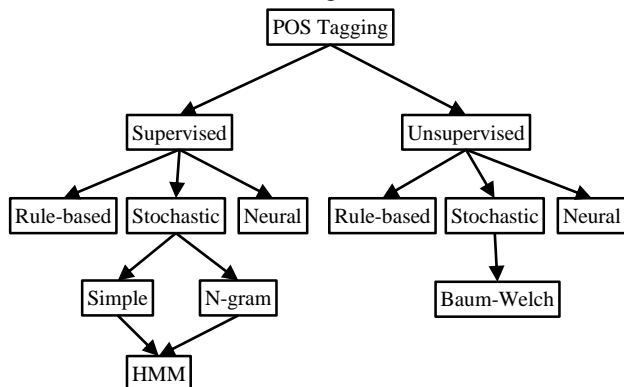 POS Tagging
Supervised
Unsupervised
Rule-based
Stochastic
Neural
Rule-based
Stochastic
Neural
Simple
N-gram
Baum-Welch
HMM